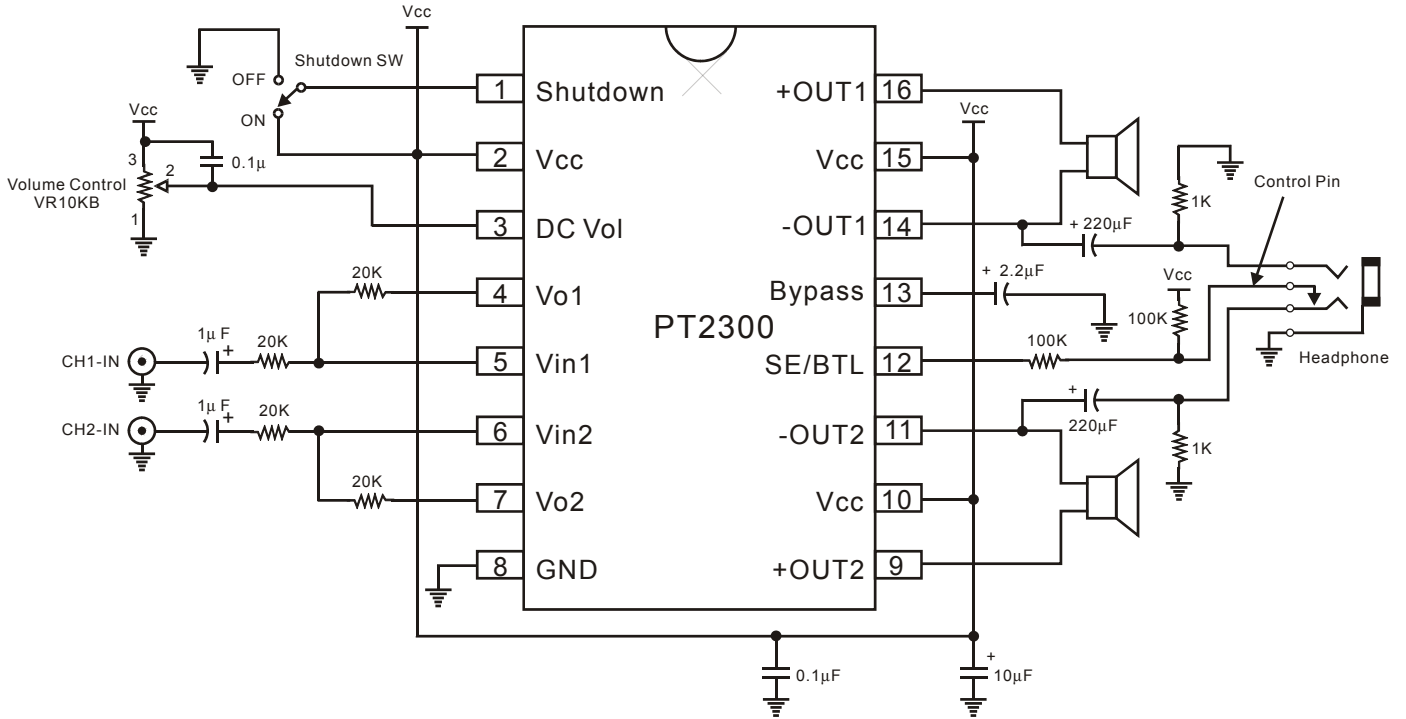 Vcc
Shutdown SW
OFF
ON
Vcc
3
2
1
0.1μ
Volume Control
VR10KB
20K
1μ F
+
20K
CH1-IN
1μ F
+
20K
CH2-IN
20K
1 Shutdown
2 Vcc
3 DC Vol
4 Vo1
5 Vin1
6 Vin2
7 Vo2
8 GND
PT2300
+OUT1 16
Vcc 15
-OUT1 14
Bypass 13
SE/BTL 12
-OUT2 11
Vcc 10
+OUT2 9
Vcc
1K
Control Pin
+ 220μF
+ 2.2μF
Vcc
100K
100K
Headphone
+
220μF
1K
0.1μF
+
10μF